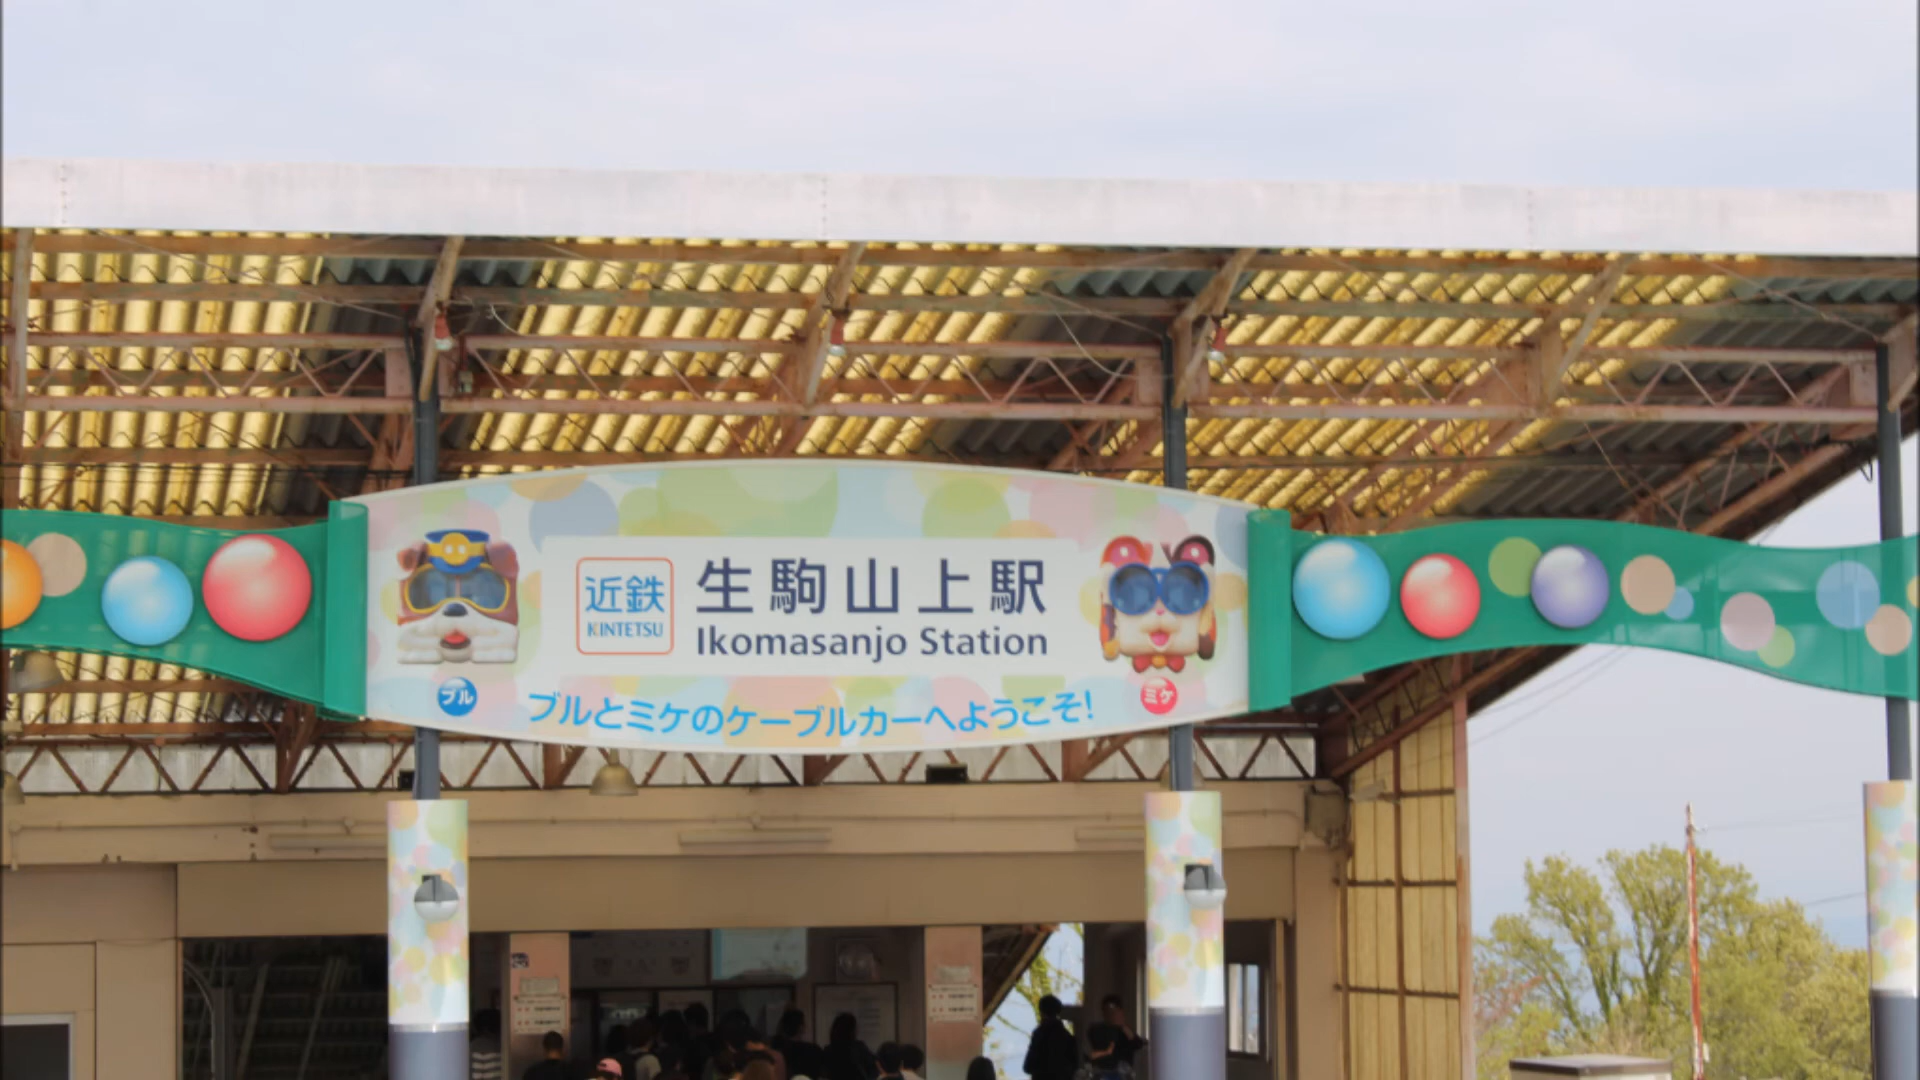 近鉄
KINTETSU
生駒山上駅
Ikomasanjo Station
ブル
ブルとミケのケーブルカーへようこそ!
ミケ